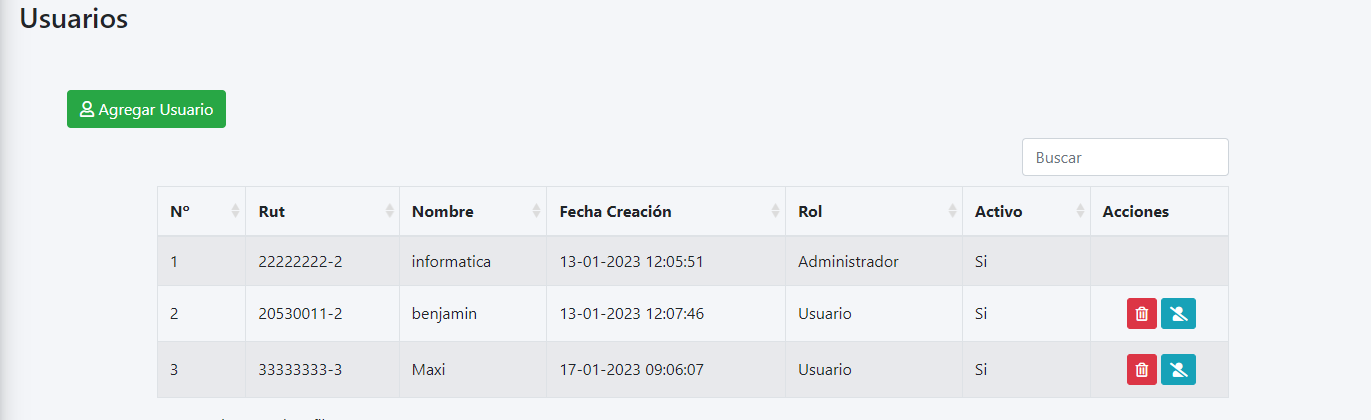 Usuarios
Agregar Usuario
Buscar
Nº Rut Nombre Fecha Creación Rol Activo Acciones
1 22222222-2 informatica 13-01-2023 12:05:51 Administrador Si
2 20530011-2 benjamin 13-01-2023 12:07:46 Usuario Si
3 33333333-3 Maxi 17-01-2023 09:06:07 Usuario Si